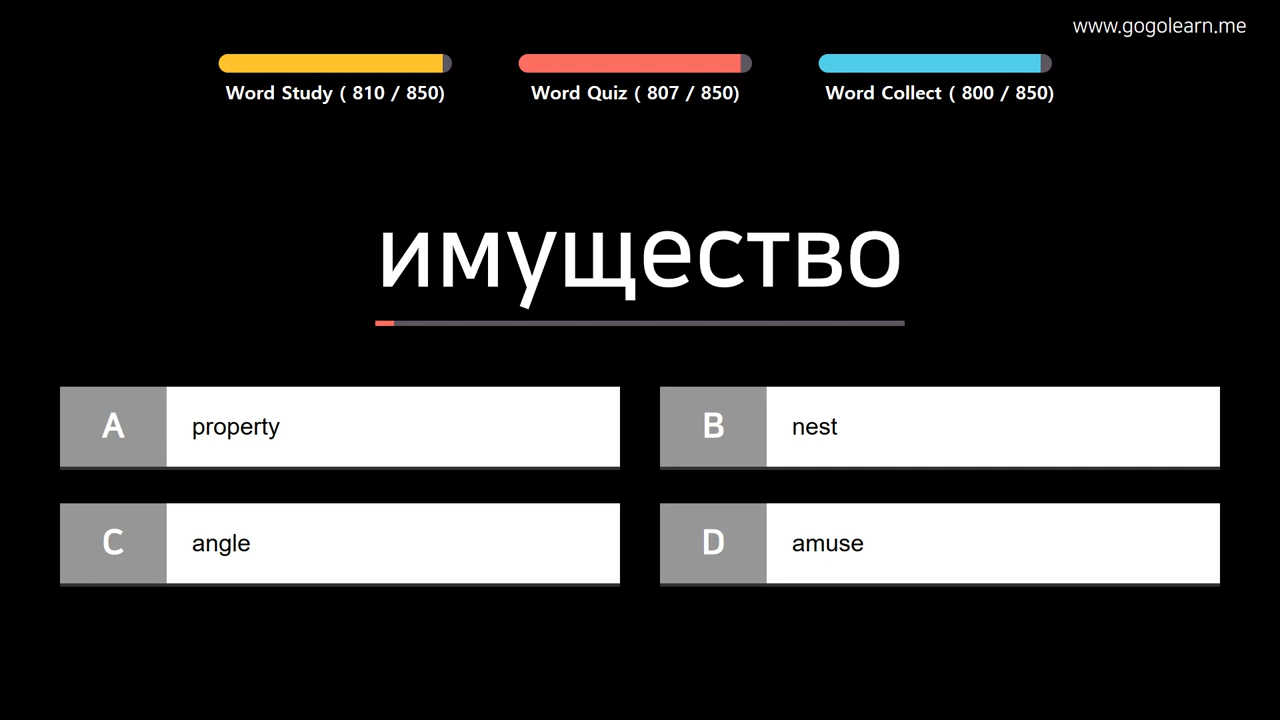 www.gogolearn.me
Word Study ( 810 / 850)
Word Quiz ( 807 / 850)
Word Collect ( 800 / 850)
имущество
A property
B nest
C angle
D amuse